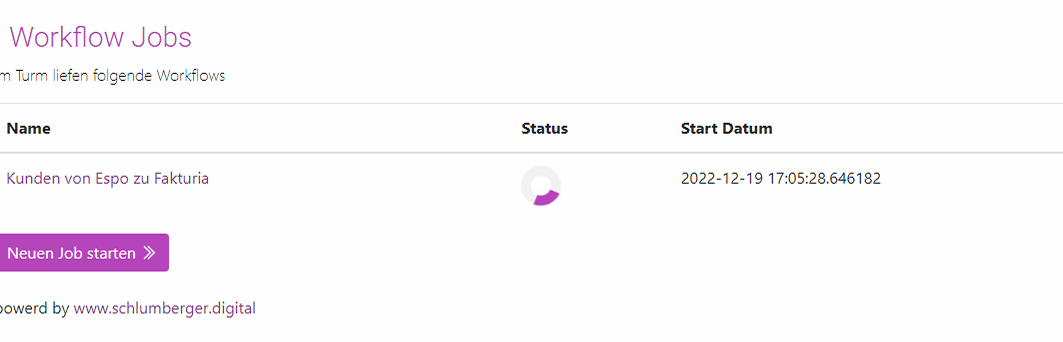 Workflow Jobs
m Turm liefen folgende Workflows
Name Status Start Datum
Kunden von Espo zu Fakturia 2022-12-19 17:05:28.646182
Neuen Job starten
powerd by www.schlumberger.digital